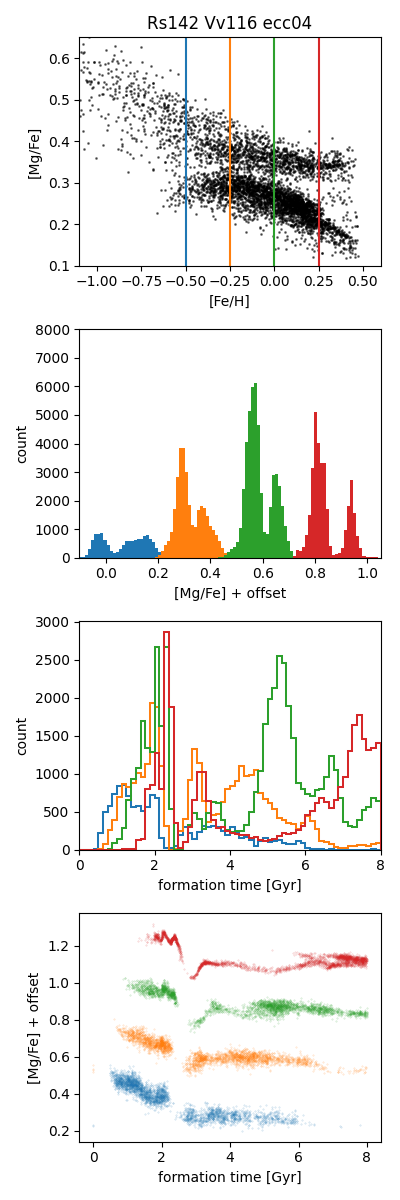 Rs142 Vv116 ecc04
0.6
0.5
0.4
0.3
0.2
0.1
[Mg/Fe]
−1.00 −0.75 −0.50 −0.25 0.00 0.25 0.50
[Fe/H]
8000
7000
6000
5000
4000
3000
2000
1000
0
count
0.0 0.2 0.4 0.6 0.8 1.0
[Mg/Fe] + offset
3000
2500
2000
1500
1000
500
0
count
0 2 4 6 8
formation time [Gyr]
1.2
1.0
0.8
0.6
0.4
0.2
[Mg/Fe] + offset
0 2 4 6 8
formation time [Gyr]